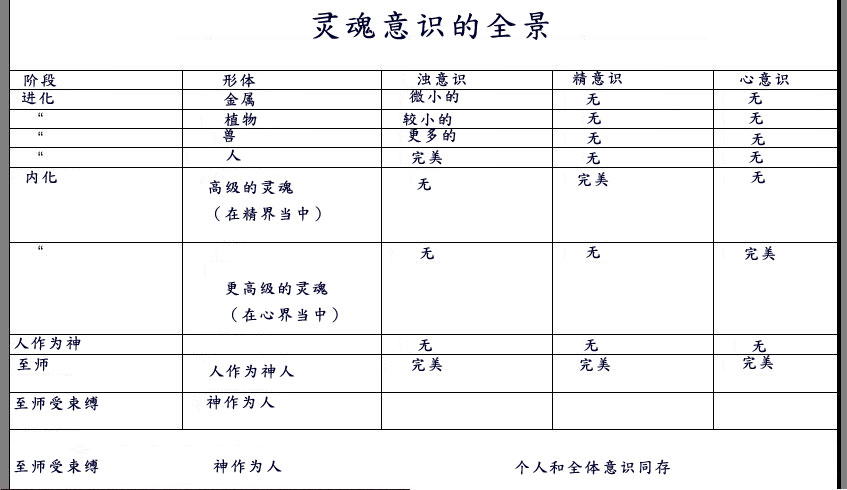 灵魂意识的全景
阶段 形体 浊意识 精意识 心意识
进化 金属 微小的 无 无
“ 植物 较小的 无 无
“ 兽 更多的 无 无
“ 人 完美 无 无
内化 高级的灵魂 无 完美 无
（在精界当中）
“ 无 无 完美
更高级的灵魂
（在心界当中）
人作为神 无 无 无
至师 人作为神人 完美 完美 完美
至师受束缚 神作为人
至师受束缚 神作为人 个人和全体意识同存